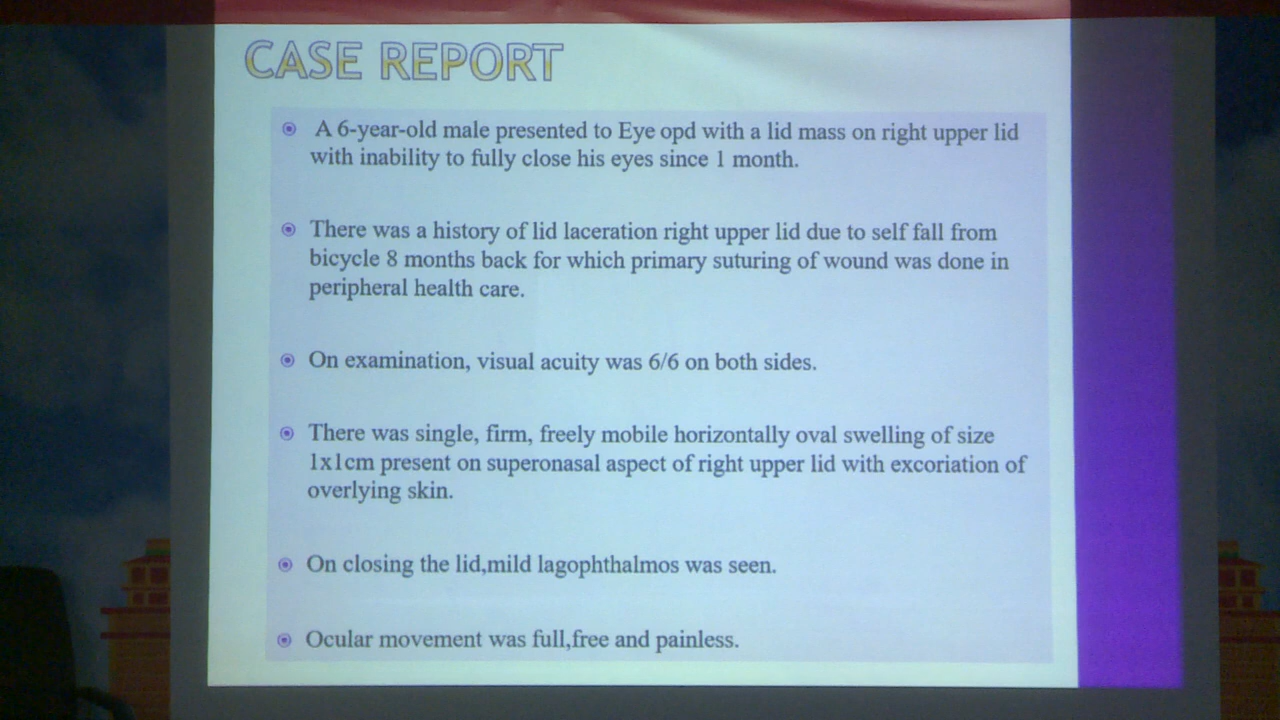 CASE REPORT
A 6-year-old male presented to Eye opd with a lid mass on right upper lid
with inability to fully close his eyes since 1 month.
There was a history of lid laceration right upper lid due to self fall from
bicycle 8 months back for which primary suturing of wound was done in
peripheral health care.
On examination, visual acuity was 6/6 on both sides.
There was single, firm, freely mobile horizontally oval swelling of size
1x1cm present on superonasal aspect of right upper lid with excoriation of
overlying skin.
On closing the lid,mild lagophthalmos was seen.
Ocular movement was full,free and painless.